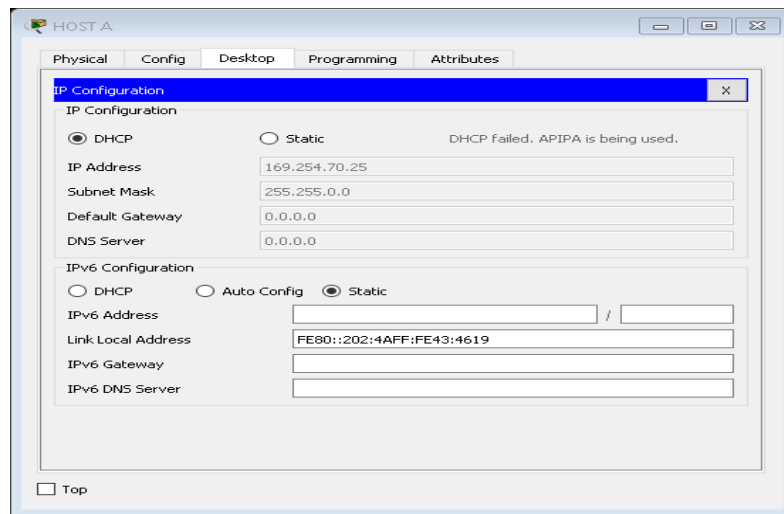 HOST A
Physical Config Desktop Programming Attributes
IP Configuration X
IP Configuration
DHCP Static DHCP failed. APIPA is being used.
IP Address 169.254.70.25
Subnet Mask 255.255.0.0
Default Gateway 0.0.0.0
DNS Server 0.0.0.0
IPv6 Configuration
DHCP Auto Config Static
IPv6 Address /
Link Local Address FE80::202:4AFF:FE43:4619
IPv6 Gateway
IPv6 DNS Server
Top